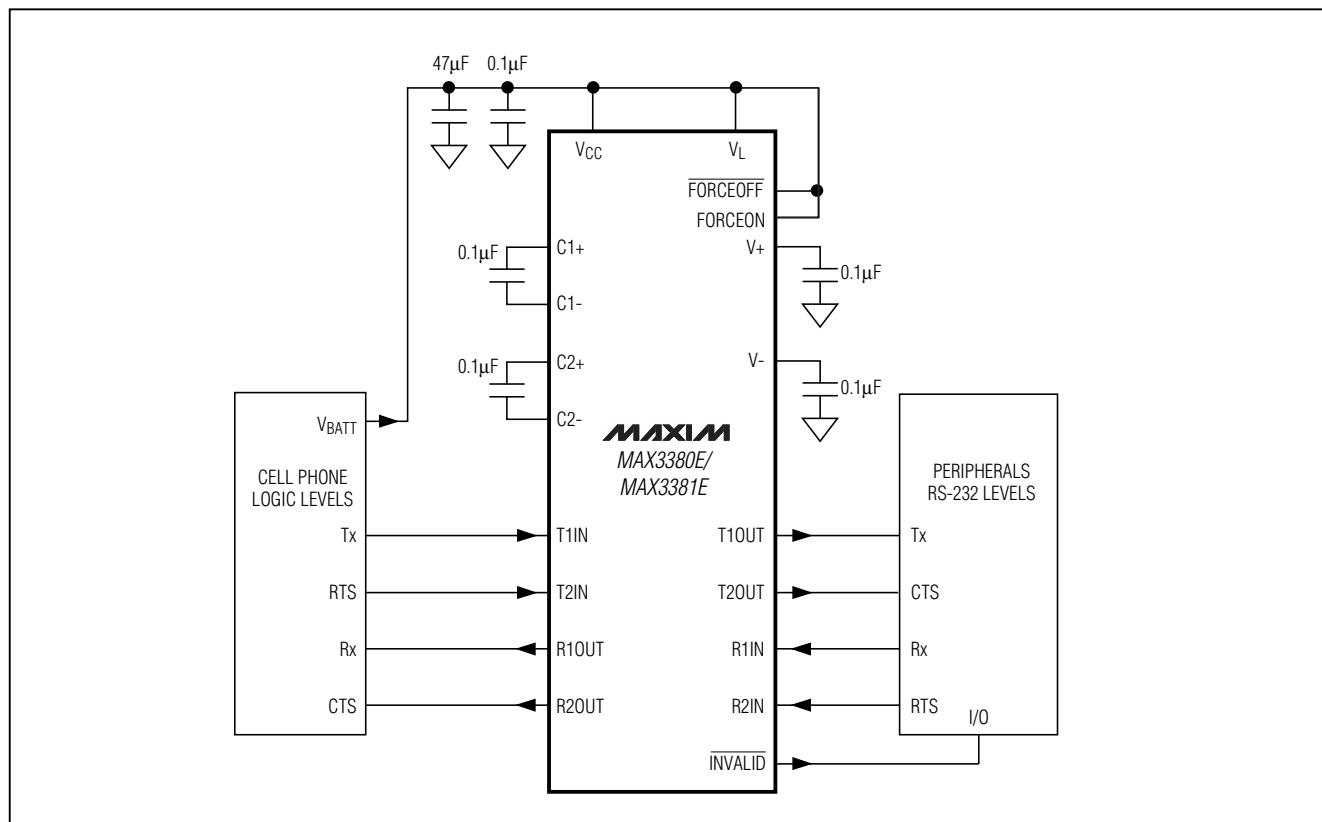 47µF 0.1µF
VCC VL
FORCEOFF
FORCEON
C1+ V+
0.1µF
0.1µF
C1-
C2+ V-
0.1µF
0.1µF
C2-
VBATT
MAXIM
MAX3380E/
MAX3381E
CELL PHONE
LOGIC LEVELS
PERIPHERALS
RS-232 LEVELS
Tx T1IN T1OUT Tx
RTS T2IN T2OUT CTS
Rx R1OUT R1IN Rx
CTS R2OUT R2IN RTS
I/O
INVALID